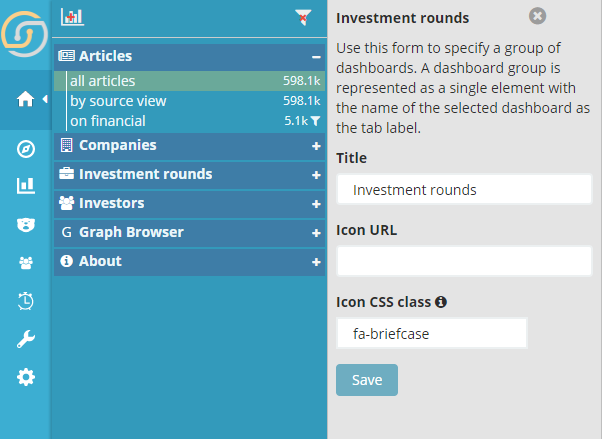 Articles −
all articles 598.1k
by source view 598.1k
on financial 5.1k
Companies +
Investment rounds +
Investors +
G Graph Browser +
About +
Investment rounds
Use this form to specify a group of
dashboards. A dashboard group is
represented as a single element with
the name of the selected dashboard as
the tab label.
Title
Investment rounds
Icon URL
Icon CSS class
fa-briefcase
Save